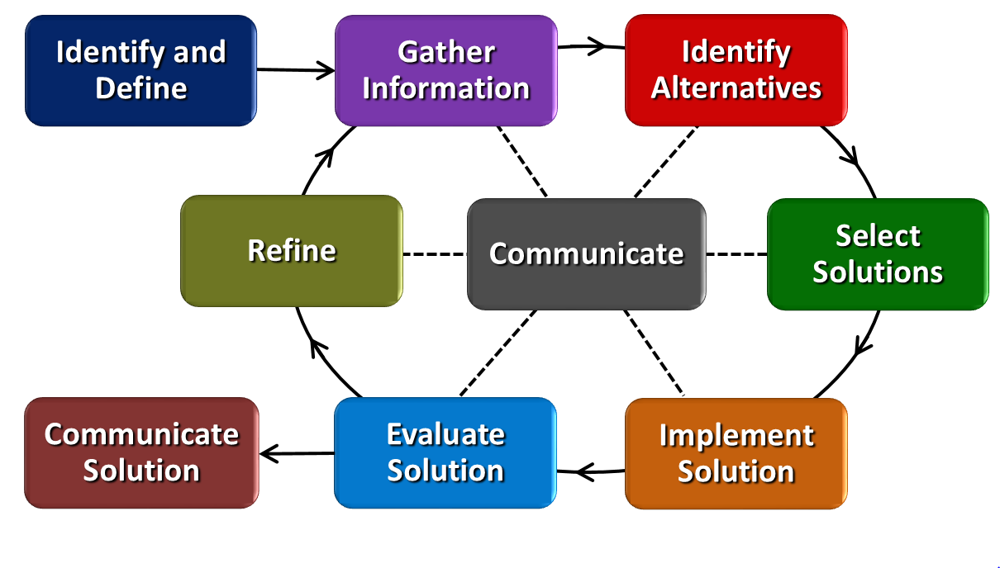 Identify and
Define
Gather
Information
Identify
Alternatives
Refine
Communicate
Select
Solutions
Communicate
Solution
Evaluate
Solution
Implement
Solution